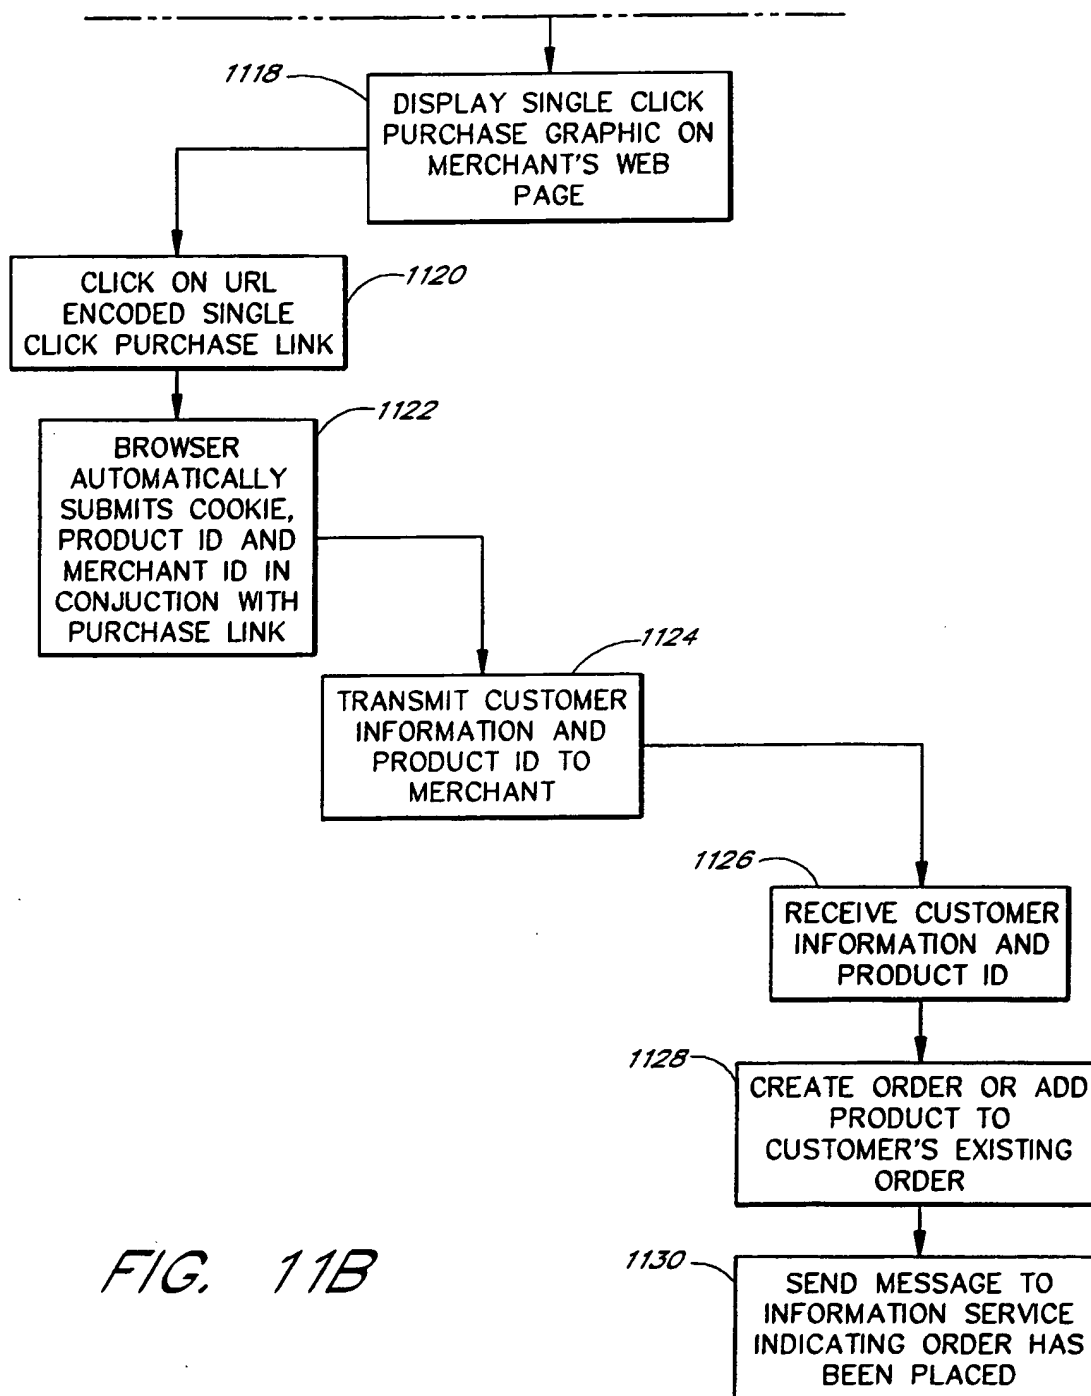 1118
DISPLAY SINGLE CLICK
PURCHASE GRAPHIC ON
MERCHANT'S WEB
PAGE
CLICK ON URL
ENCODED SINGLE
CLICK PURCHASE LINK
1120
1122
BROWSER
AUTOMATICALLY
SUBMITS COOKIE,
PRODUCT ID AND
MERCHANT ID IN
CONJUCTION WITH
PURCHASE LINK
1124
TRANSMIT CUSTOMER
INFORMATION AND
PRODUCT ID TO
MERCHANT
1126
RECEIVE CUSTOMER
INFORMATION AND
PRODUCT ID
1128
CREATE ORDER OR ADD
PRODUCT TO
CUSTOMER'S EXISTING
ORDER
1130
SEND MESSAGE TO
INFORMATION SERVICE
INDICATING ORDER HAS
BEEN PLACED
FIG. 11B